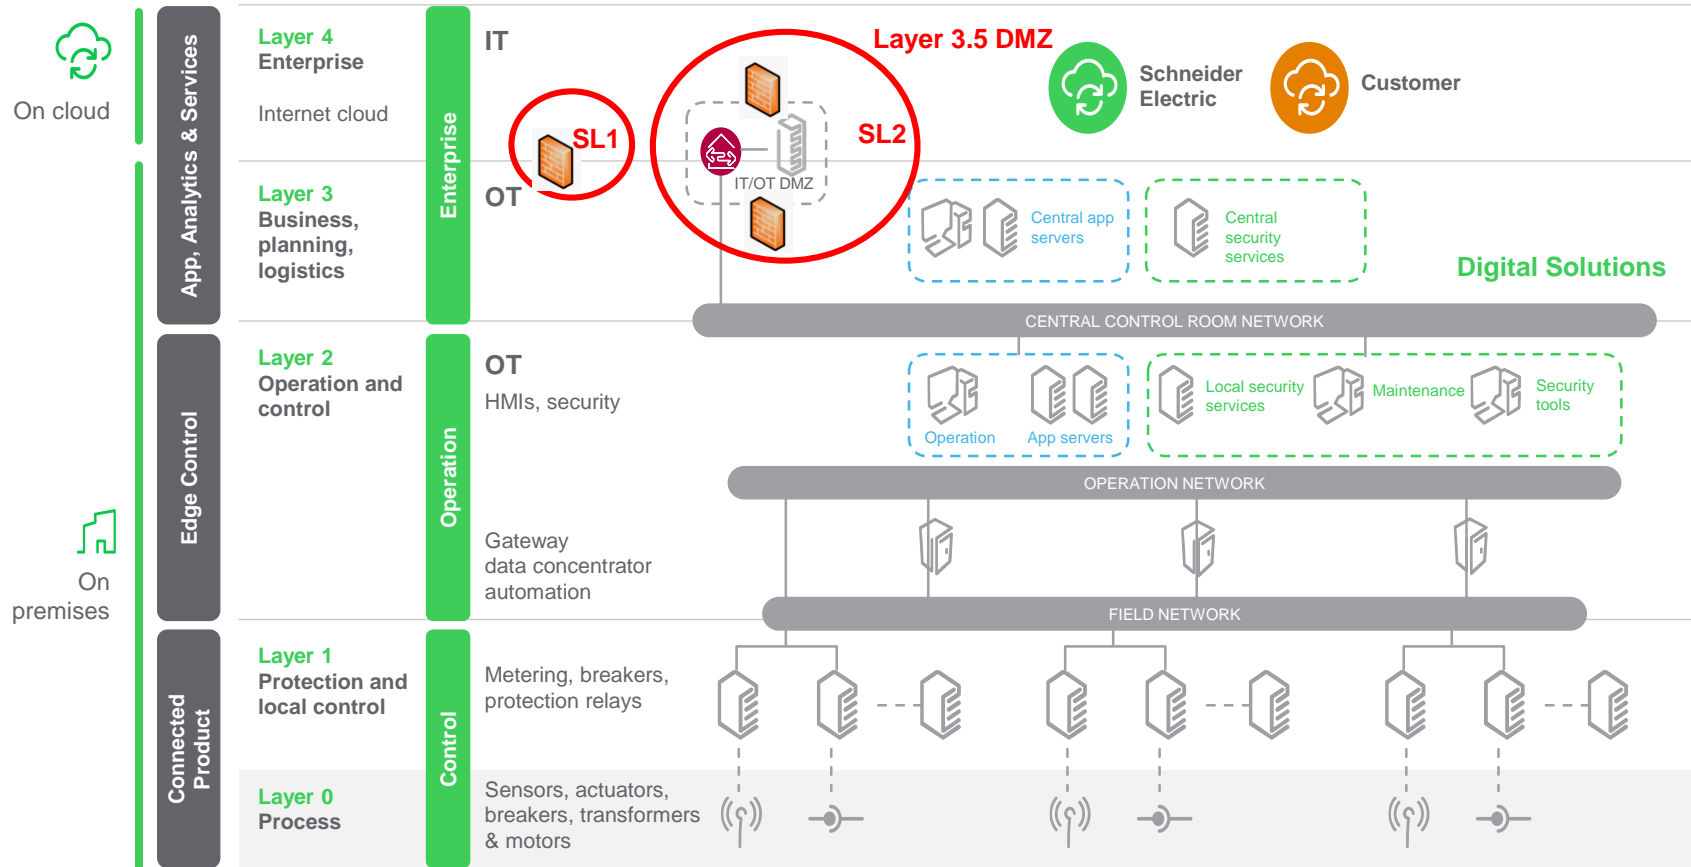 On cloud
On
premises
App, Analytics & Services
Edge Control
Connected
Product
Layer 4
Enterprise
Internet cloud
Layer 3
Business,
planning,
logistics
Layer 2
Operation and
control
Layer 1
Protection and
local control
Layer 0
Process
Enterprise
Operation
Control
IT
OT
OT
HMIs, security
Gateway
data concentrator
automation
Metering, breakers,
protection relays
Sensors, actuators,
breakers, transformers
& motors
SL1
Layer 3.5 DMZ
SL2
IT/OT DMZ
Schneider
Electric
Customer
Central app
servers
Central
security
services
Digital Solutions
CENTRAL CONTROL ROOM NETWORK
Operation
App servers
Local security
services
Maintenance
Security
tools
OPERATION NETWORK
FIELD NETWORK